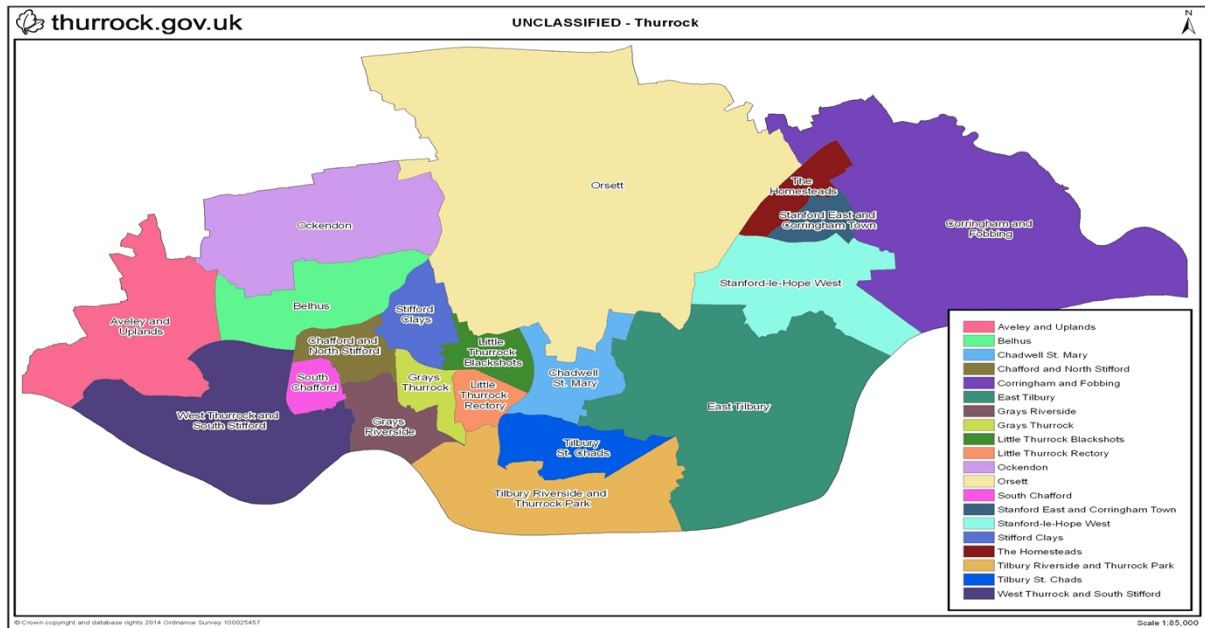 thurrock.gov.uk
UNCLASSIFIED - Thurrock
N
Orsett
The
Homesteads
Stanford East and
Corringham Town
Corringham and
Fobbing
Ockendon
Stanford-le-Hope West
Belhus
Stifford
Clays
Aveley and
Uplands
Chafford and
North Stifford
Little
Thurrock
Blackshots
South
Chafford
Grays
Thurrock
Little
Thurrock
Rectory
Chadwell
St. Mary
East Tilbury
West Thurrock and
South Stifford
Grays
Riverside
Tilbury
St. Chads
Tilbury Riverside and
Thurrock Park
Aveley and Uplands
Belhus
Chadwell St. Mary
Chafford and North Stifford
Corringham and Fobbing
East Tilbury
Grays Riverside
Grays Thurrock
Little Thurrock Blackshots
Little Thurrock Rectory
Ockendon
Orsett
South Chafford
Stanford East and Corringham Town
Stanford-le-Hope West
Stifford Clays
The Homesteads
Tilbury Riverside and Thurrock Park
Tilbury St. Chads
West Thurrock and South Stifford
© Crown copyright and database rights 2014 Ordnance Survey 100025457
Scale 1:85,000